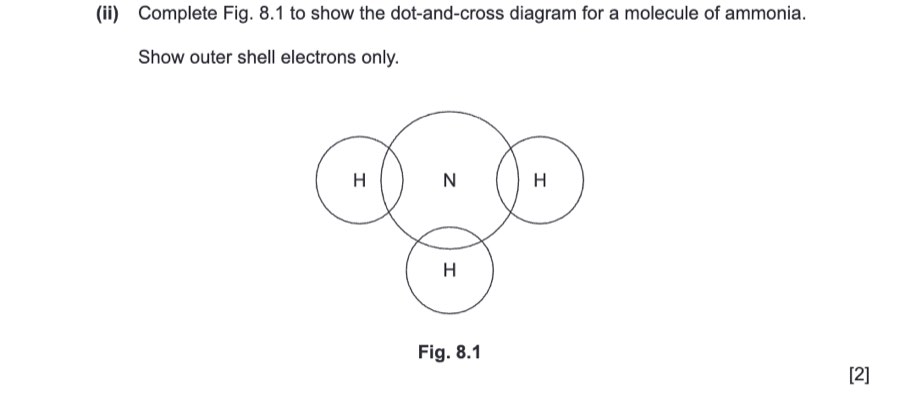 (ii) Complete Fig. 8.1 to show the dot-and-cross diagram for a molecule of ammonia.
Show outer shell electrons only.
H N H
H
Fig. 8.1
[2]